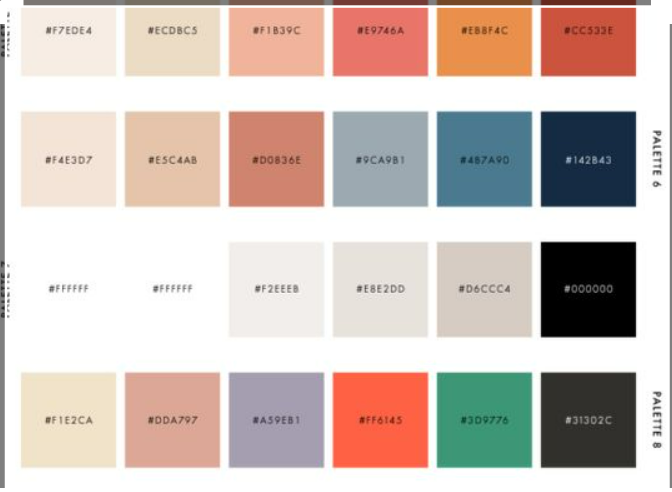 #F7EDE4 #ECDBC5 #F1B39C #E9746A #EB8F4C #CC533E
#F4E3D7 #E5C4AB #D0836E #9CA9B1 #4B7A90 #142B43
PALETTE 6
#FFFFFF #FFFFFF #F2EEEB #E8E2DD #D6CCC4 #000000
#F1E2CA #DDA797 #A59EB1 #FF6145 #3D9776 #31302C
PALETTE 8